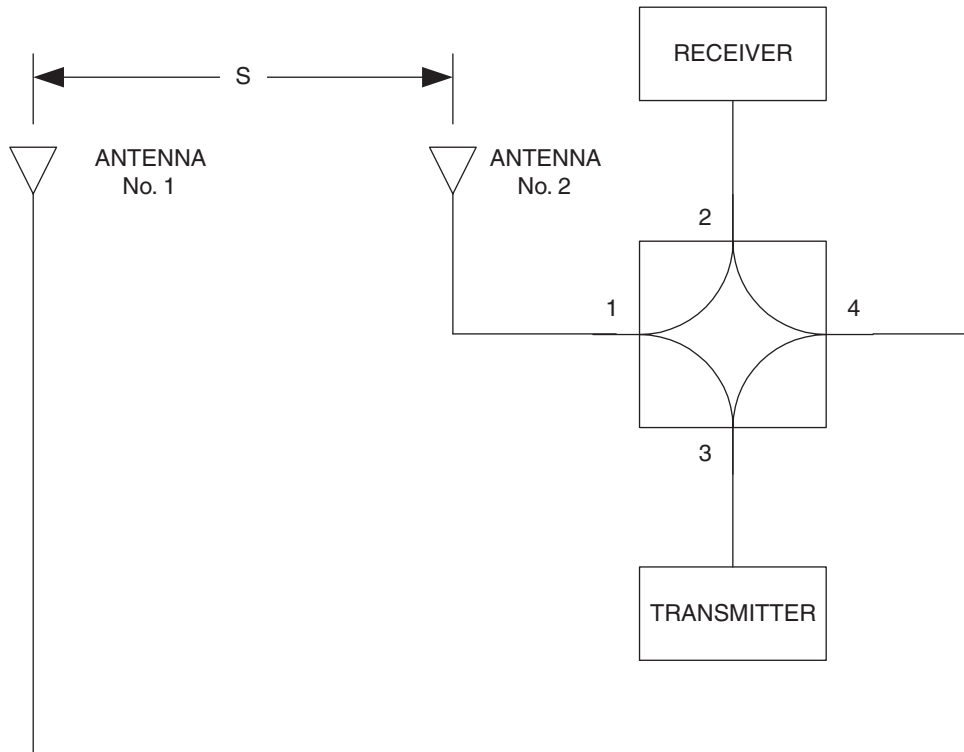 RECEIVER
S
ANTENNA
No. 1
ANTENNA
No. 2
2
1
4
3
TRANSMITTER